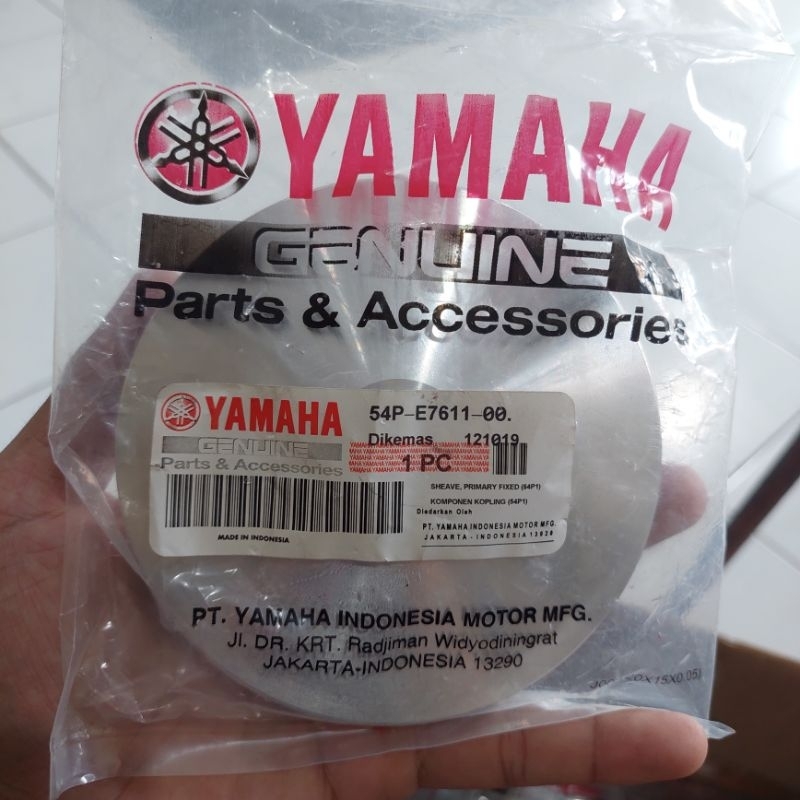 YAMAHA
GENUINE
Parts & Accessories
YAMAHA
GENUINE
Parts & Accessories
54P-E7611-00.
Dikemas 121019
1 PC
SHEAVE, PRIMARY FIXED (54P1)
KOMPONEN KOPLING (54P1)
Diedarkan Oleh
PT. YAMAHA INDONESIA MOTOR MFG.
JAKARTA - INDONESIA 13920
MADE IN INDONESIA
PT. YAMAHA INDONESIA MOTOR MFG.
Jl. DR. KRT. Radjiman Widyodiningrat
JAKARTA-INDONESIA 13290